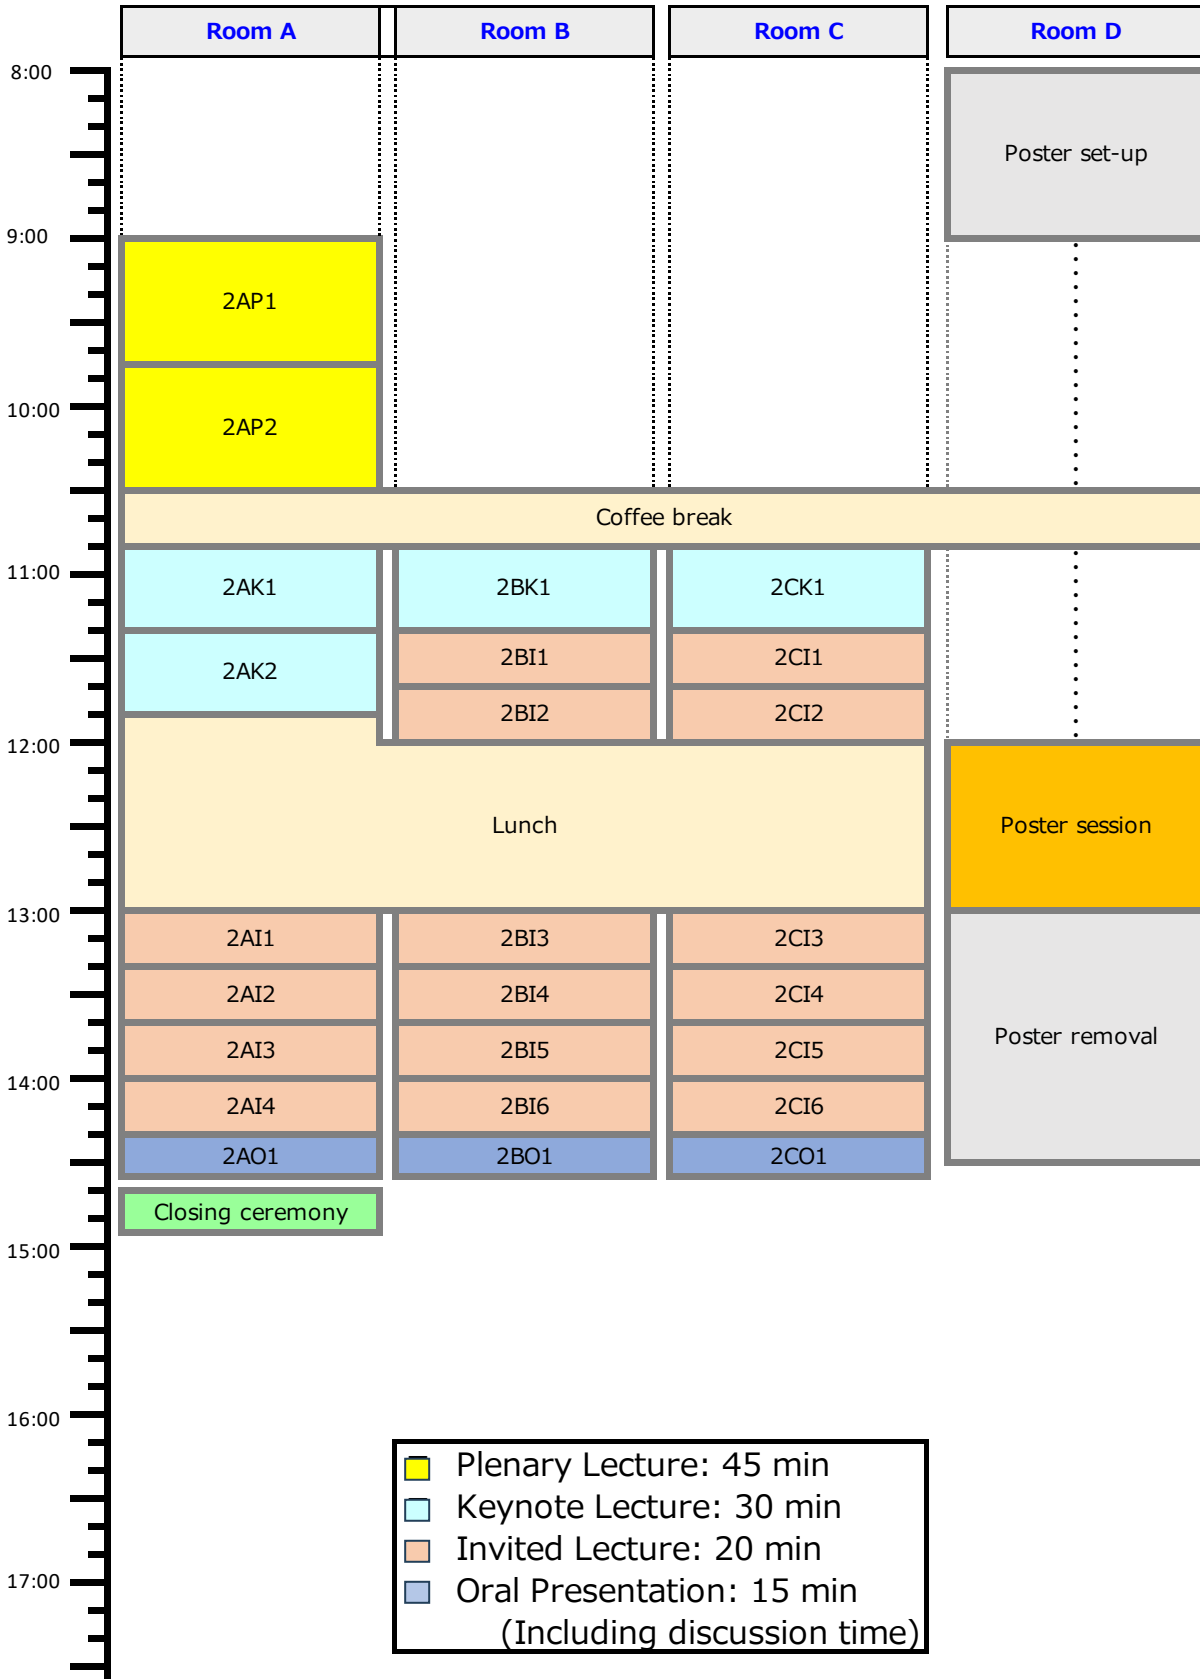 Room A Room B Room C Room D
8:00
Poster set-up
9:00
2AP1
10:00
2AP2
Coffee break
11:00
2AK1 2BK1 2CK1
2BI1 2CI1
2AK2
2BI2 2CI2
12:00
Lunch Poster session
13:00
2AI1 2BI3 2CI3
2AI2 2BI4 2CI4
2AI3 2BI5 2CI5
Poster removal
14:00
2AI4 2BI6 2CI6
2AO1 2BO1 2CO1
Closing ceremony
15:00
16:00
Plenary Lecture: 45 min
Keynote Lecture: 30 min
Invited Lecture: 20 min
17:00
Oral Presentation: 15 min
(Including discussion time)